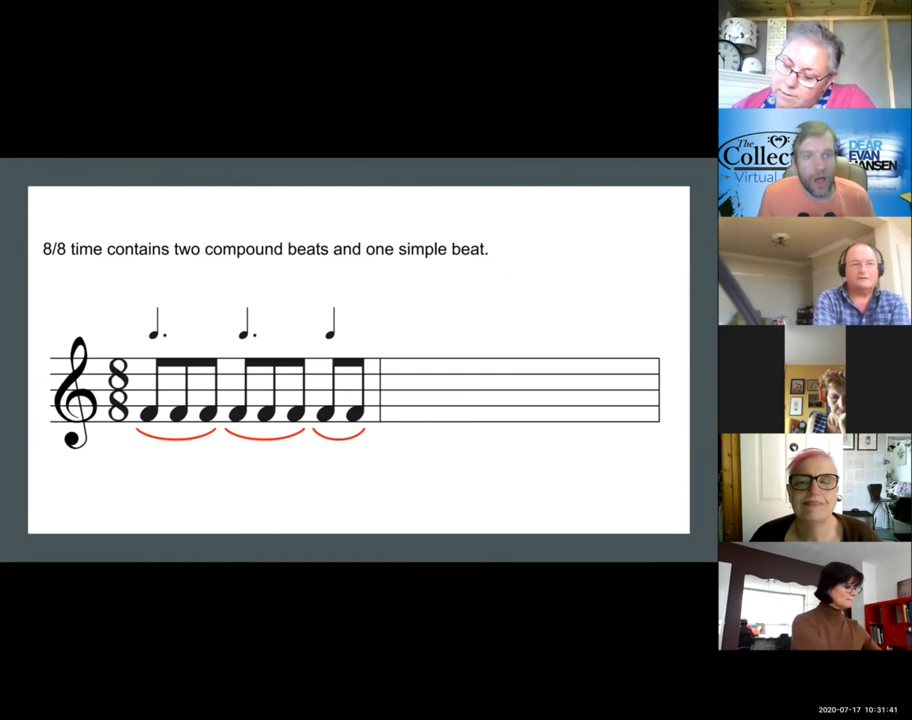 8/8 time contains two compound beats and one simple beat.
8
8
The
Collec
Virtual
DEAR
EVAN
HANSEN
2020-07-17 10:31:41